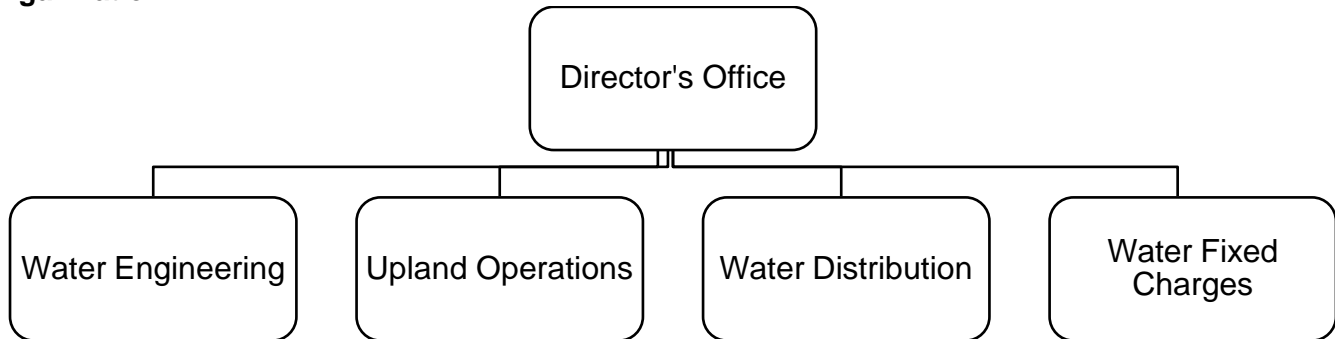 Director's Office
Water Engineering
Upland Operations
Water Distribution
Water Fixed
Charges